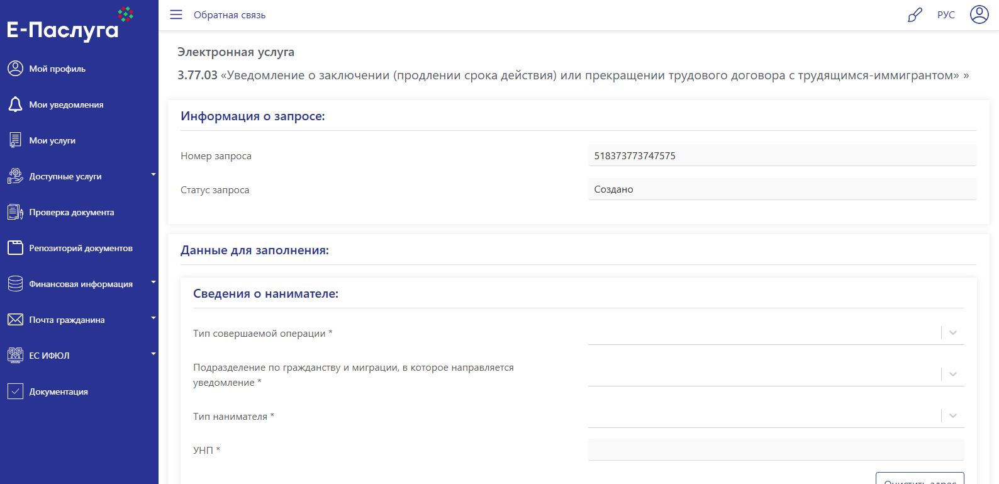 Е-Паслуга
Мой профиль
Мои уведомления
Мои услуги
Доступные услуги
Проверка документа
Репозиторий документов
Финансовая информация
Почта гражданина
ЕС ИФЮЛ
Документация
Обратная связь
РУС
Электронная услуга
3.77.03 «Уведомление о заключении (продлении срока действия) или прекращении трудового договора с трудящимся-иммигрантом» »
Информация о запросе:
Номер запроса
518373773747575
Статус запроса
Создано
Данные для заполнения:
Сведения о нанимателе:
Тип совершаемой операции *
Подразделение по гражданству и миграции, в которое направляется
уведомление *
Тип нанимателя *
УНП *
Очистить адрес